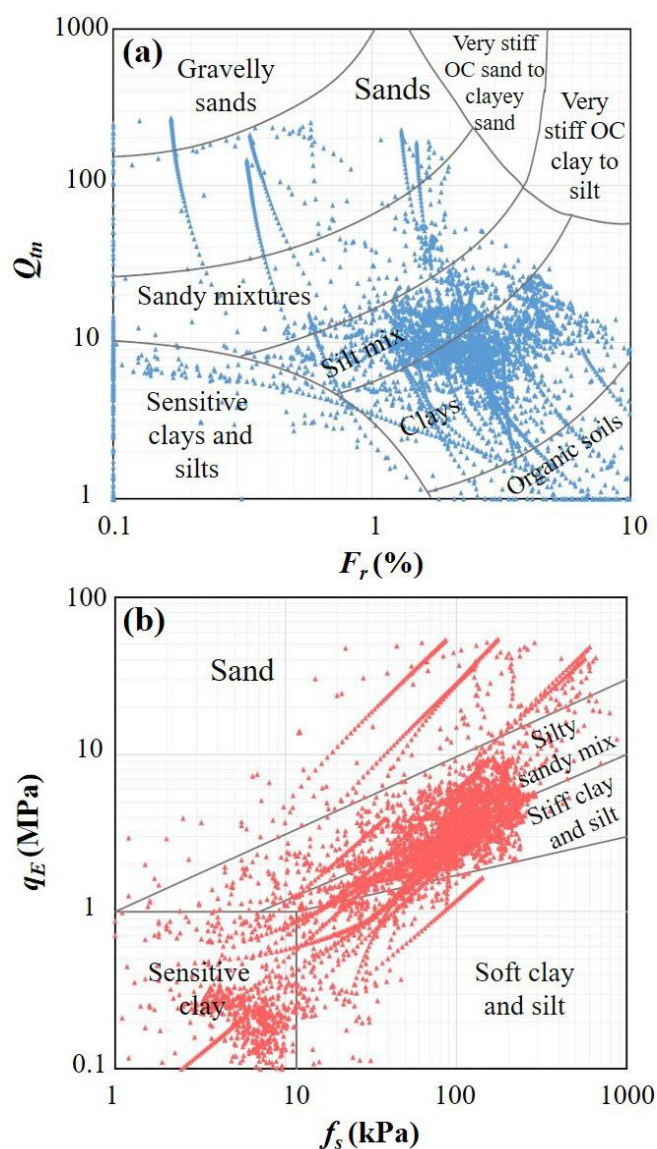 (a)
1000
100
10
1
Q_tn
Gravelly
sands
Sands
Very stiff
OC sand to
clayey
sand
Very
stiff OC
clay to
silt
Sandy mixtures
Silt mix
Sensitive
clays and
silts
Clays
Organic soils
0.1
1
10
F_r (%)
(b)
100
10
1
0.1
q_E (MPa)
Sand
Silty
sandy mix
Stiff clay
and silt
Sensitive
clay
Soft clay
and silt
1
10
100
1000
f_s (kPa)